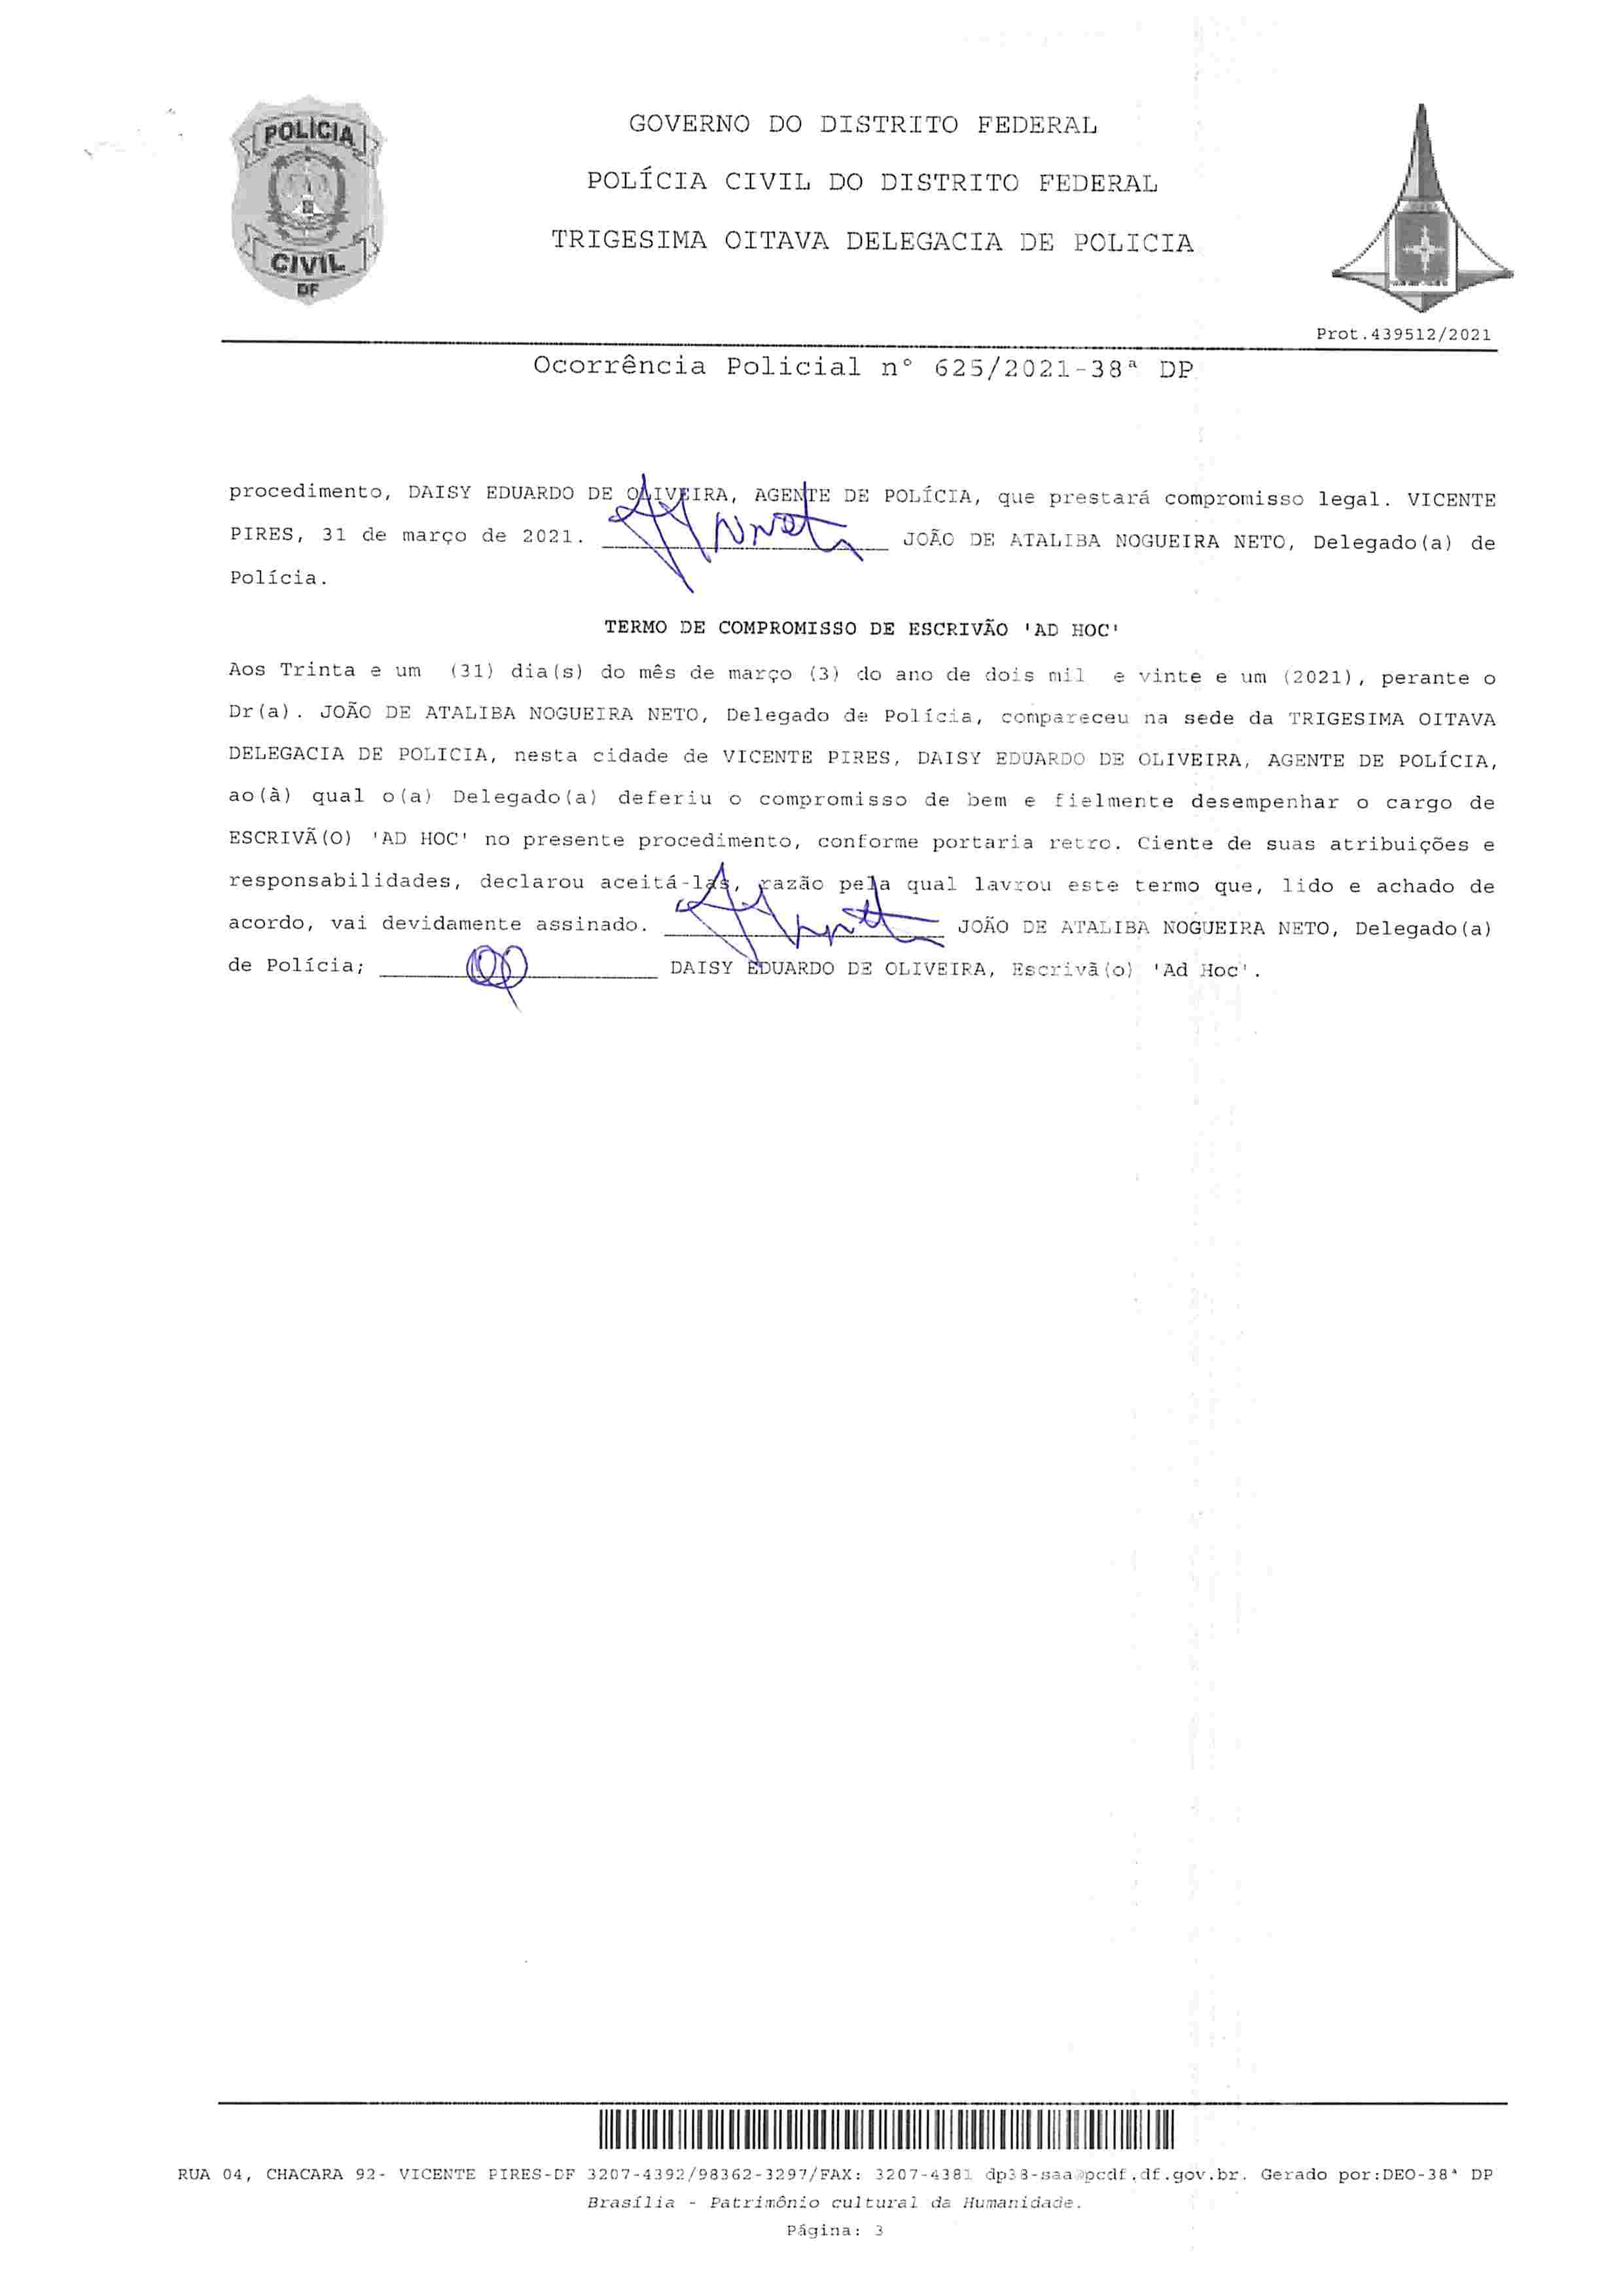 POLÍCIA
CIVIL
DF
GOVERNO DO DISTRITO FEDERAL
POLÍCIA CIVIL DO DISTRITO FEDERAL
TRIGESIMA OITAVA DELEGACIA DE POLICIA
Prot.439512/2021
Ocorrência Policial nº 625/2021-38ª DP
procedimento, DAISY EDUARDO DE OLIVEIRA, AGENTE DE POLÍCIA, que prestará compromisso legal. VICENTE
PIRES, 31 de março de 2021. JOÃO DE ATALIBA NOGUEIRA NETO, Delegado(a) de
Polícia.
TERMO DE COMPROMISSO DE ESCRIVÃO 'AD HOC'
Aos Trinta e um (31) dia(s) do mês de março (3) do ano de dois mil e vinte e um (2021), perante o
Dr(a). JOÃO DE ATALIBA NOGUEIRA NETO, Delegado de Polícia, compareceu na sede da TRIGESIMA OITAVA
DELEGACIA DE POLICIA, nesta cidade de VICENTE PIRES, DAISY EDUARDO DE OLIVEIRA, AGENTE DE POLÍCIA,
ao(à) qual o(a) Delegado(a) deferiu o compromisso de bem e fielmente desempenhar o cargo de
ESCRIVÃ(O) 'AD HOC' no presente procedimento, conforme portaria retro. Ciente de suas atribuições e
responsabilidades, declarou aceitá-las, razão pela qual lavrou este termo que, lido e achado de
acordo, vai devidamente assinado. JOÃO DE ATALIBA NOGUEIRA NETO, Delegado(a)
de Polícia; DAISY EDUARDO DE OLIVEIRA, Escrivã(o) 'Ad Hoc'.
RUA 04, CHACARA 92- VICENTE PIRES-DF 3207-4392/98362-3297/FAX: 3207-4381 dp38-saa@pcdf.df.gov.br. Gerado por:DEO-38ª DP
Brasília - Patrimônio cultural da Humanidade.
Página: 3